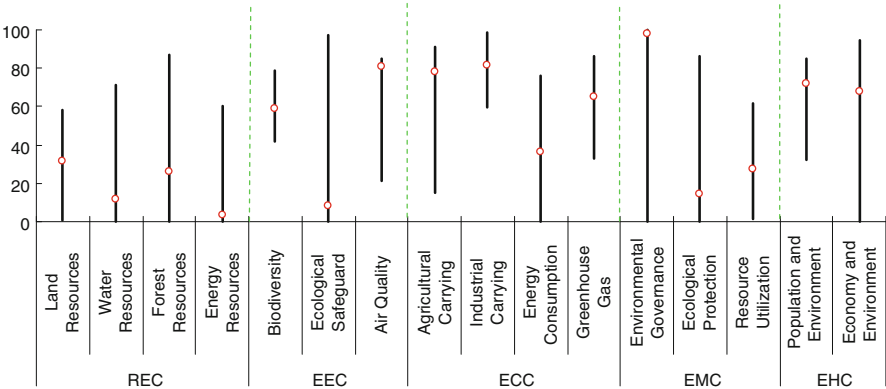 100
80
60
40
20
0
Land
Resources
Water
Resources
Forest
Resources
Energy
Resources
Biodiversity
Ecological
Safeguard
Air Quality
Agricultural
Carrying
Industrial
Carrying
Energy
Consumption
Greenhouse
Gas
Environmental
Governance
Ecological
Protection
Resource
Utilization
Population and
Environment
Economy and
Environment
REC
EEC
ECC
EMC
EHC